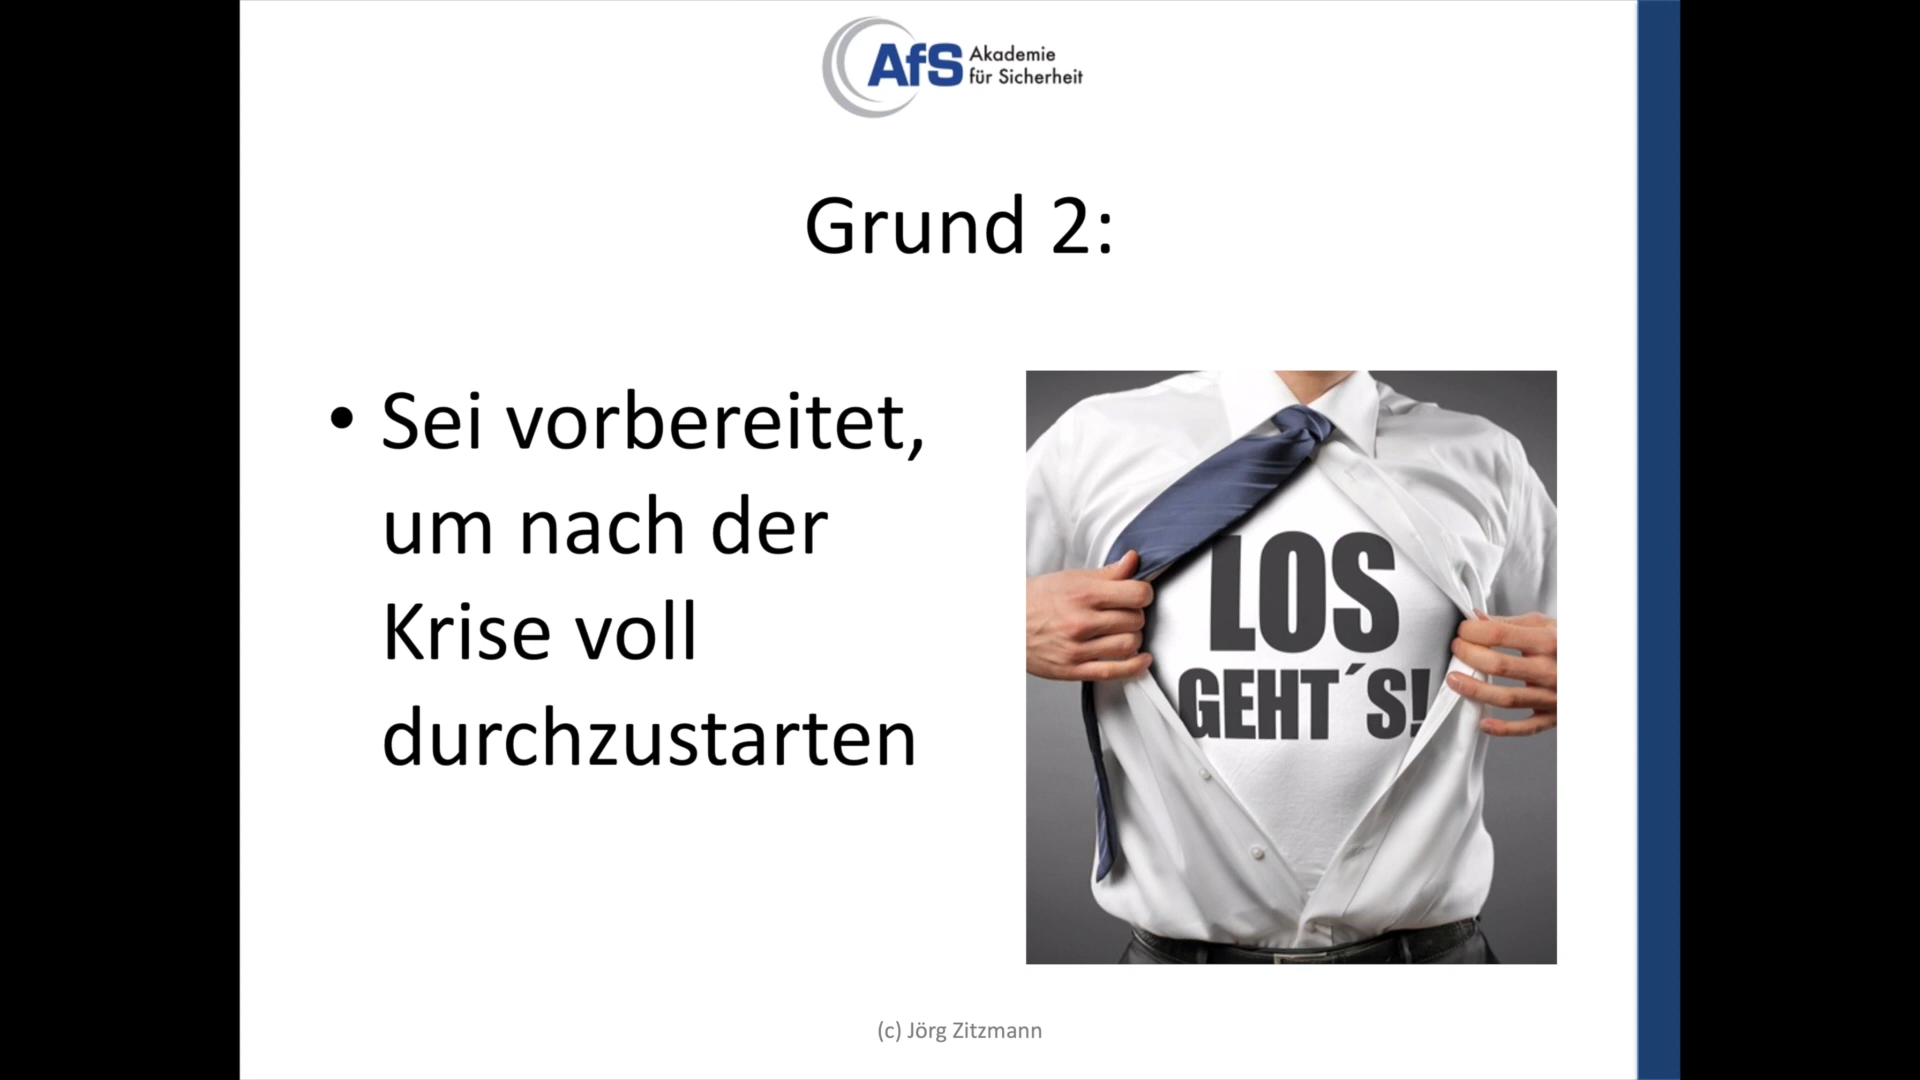 AfS Akademie
für Sicherheit
Grund 2:
• Sei vorbereitet,
um nach der
Krise voll
durchzustarten
LOS
GEHT´S!
(c) Jörg Zitzmann